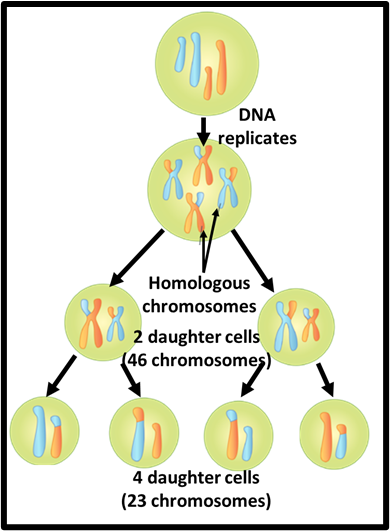 DNA
replicates
Homologous
chromosomes
2 daughter cells
(46 chromosomes)
4 daughter cells
(23 chromosomes)